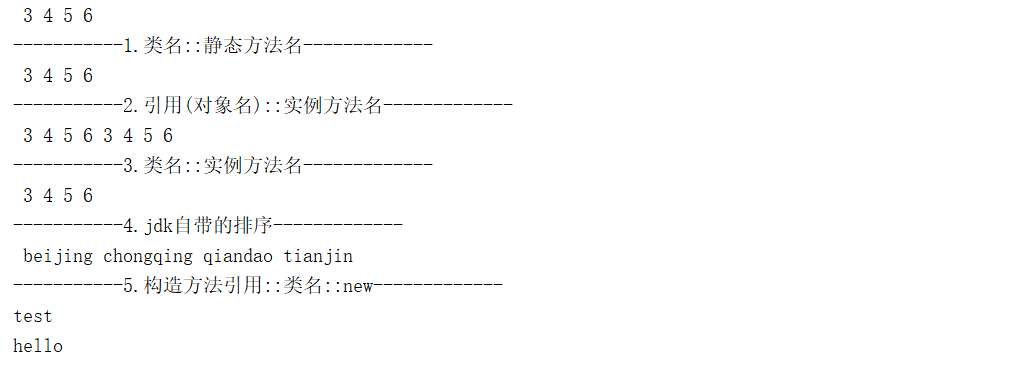 3 4 5 6
-----------1.类名::静态方法名-------------
3 4 5 6
-----------2.引用(对象名)::实例方法名-------------
3 4 5 6 3 4 5 6
-----------3.类名::实例方法名-------------
3 4 5 6
-----------4.jdk自带的排序-------------
beijing chongqing qiandao tianjin
-----------5.构造方法引用::类名::new-------------
test
hello